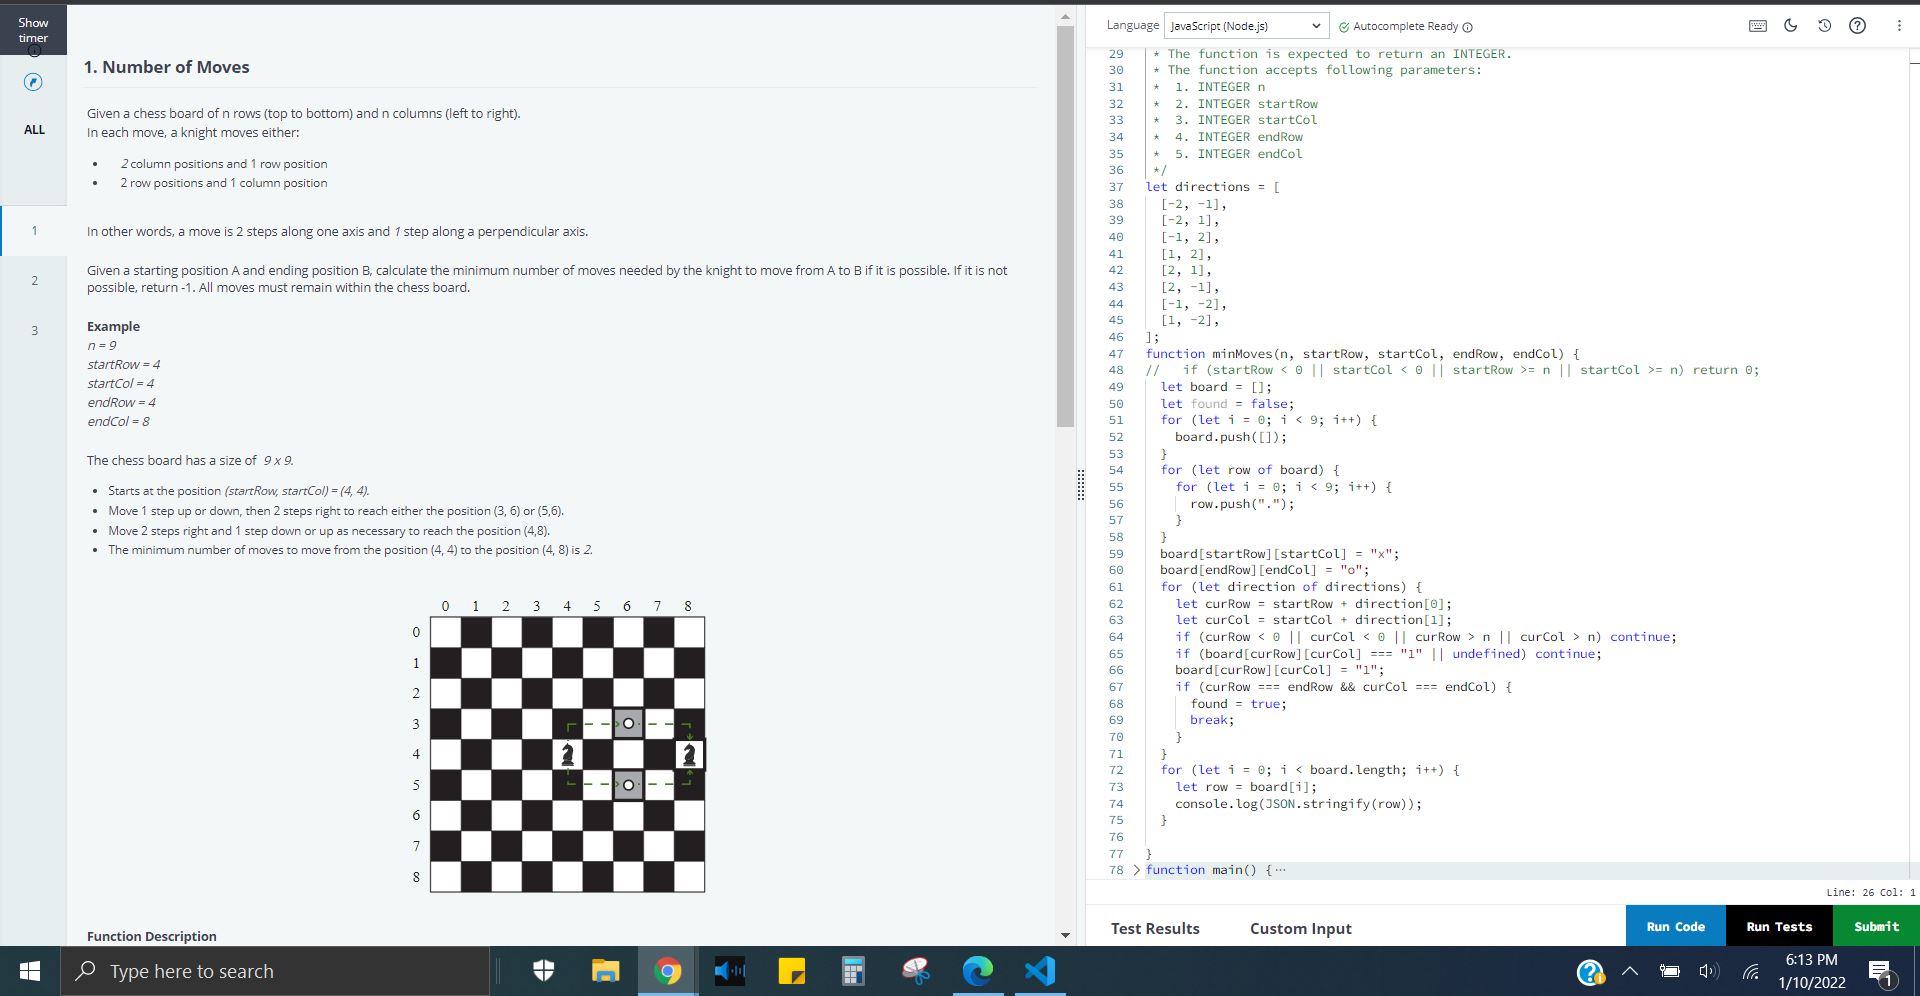 Show
timer
ALL
1
2
3
1. Number of Moves
Given a chess board of n rows (top to bottom) and n columns (left to right).
In each move, a knight moves either:
• 2 column positions and 1 row position
• 2 row positions and 1 column position
In other words, a move is 2 steps along one axis and 1 step along a perpendicular axis.
Given a starting position A and ending position B, calculate the minimum number of moves needed by the knight to move from A to B if it is possible. If it is not
possible, return -1. All moves must remain within the chess board.
Example
n = 9
startRow = 4
startCol = 4
endRow = 4
endCol = 8
The chess board has a size of 9 x 9.
• Starts at the position (startRow, startCol) = (4, 4).
• Move 1 step up or down, then 2 steps right to reach either the position (3, 6) or (5,6).
• Move 2 steps right and 1 step down or up as necessary to reach the position (4,8).
• The minimum number of moves to move from the position (4, 4) to the position (4, 8) is 2.
0 1 2 3 4 5 6 7 8
0
1
2
3
4
5
6
7
8
Function Description
Language JavaScript (Node.js) Autocomplete Ready
29 * The function is expected to return an INTEGER.
30 * The function accepts following parameters:
31 * 1. INTEGER n
32 * 2. INTEGER startRow
33 * 3. INTEGER startCol
34 * 4. INTEGER endRow
35 * 5. INTEGER endCol
36 */
37 let directions = [
38 [-2, -1],
39 [-2, 1],
40 [-1, 2],
41 [1, 2],
42 [2, 1],
43 [2, -1],
44 [-1, -2],
45 [1, -2],
46 ];
47 function minMoves(n, startRow, startCol, endRow, endCol) {
48 // if (startRow < 0 || startCol < 0 || startRow >= n || startCol >= n) return 0;
49 let board = [];
50 let found = false;
51 for (let i = 0; i < 9; i++) {
52 board.push([]);
53 }
54 for (let row of board) {
55 for (let i = 0; i < 9; i++) {
56 row.push(".");
57 }
58 }
59 board[startRow][startCol] = "x";
60 board[endRow][endCol] = "o";
61 for (let direction of directions) {
62 let curRow = startRow + direction[0];
63 let curCol = startCol + direction[1];
64 if (curRow < 0 || curCol < 0 || curRow > n || curCol > n) continue;
65 if (board[curRow][curCol] === "1" || undefined) continue;
66 board[curRow][curCol] = "1";
67 if (curRow === endRow && curCol === endCol) {
68 found = true;
69 break;
70 }
71 }
72 for (let i = 0; i < board.length; i++) {
73 let row = board[i];
74 console.log(JSON.stringify(row));
75 }
76
77 }
78 > function main() { ⋯
Line: 26 Col: 1
Test Results Custom Input Run Code Run Tests Submit
Type here to search
6:13 PM
1/10/2022
1